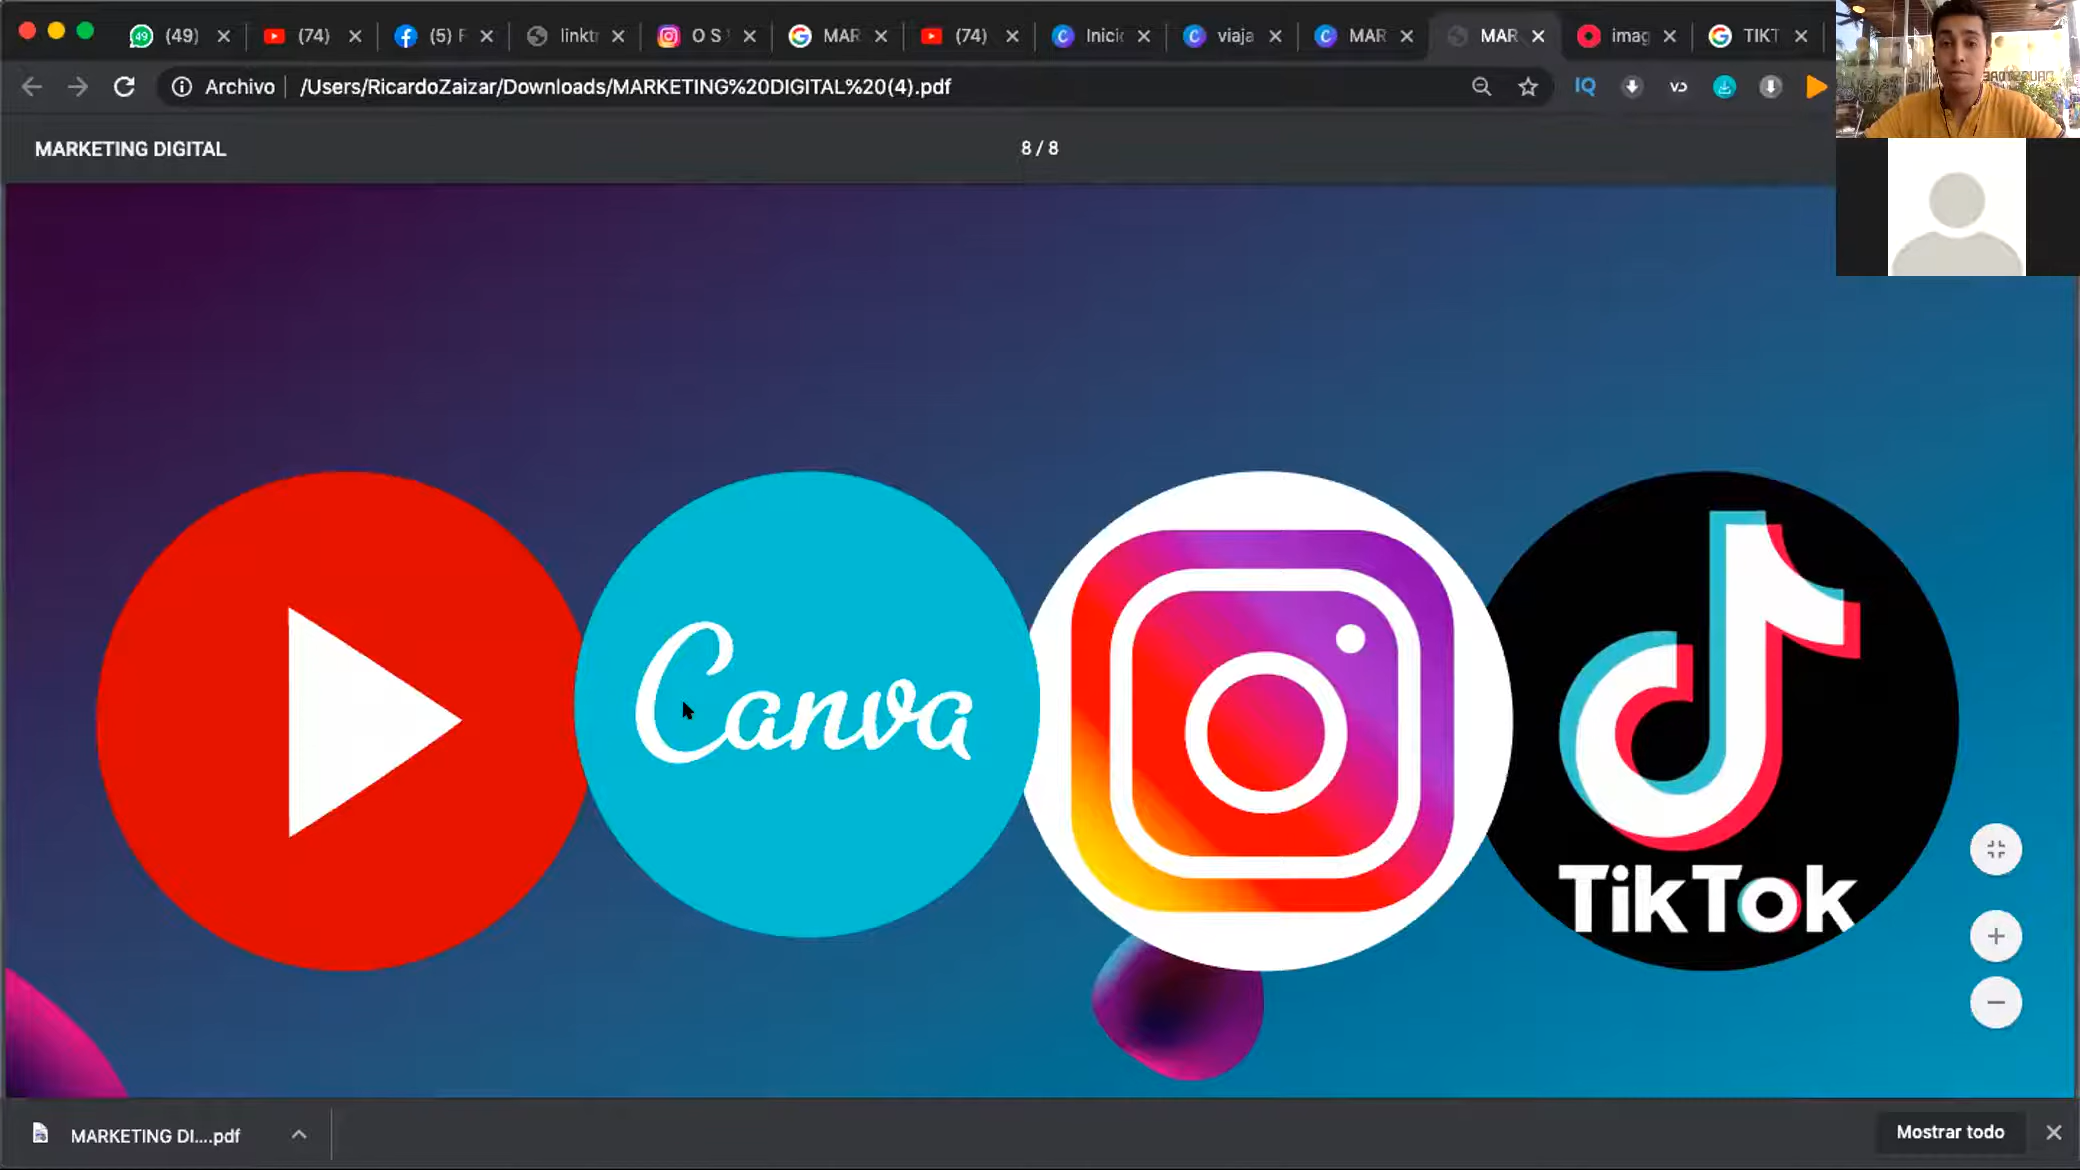 (49)
(74)
(5) F
linktr
O S
MAR
(74)
Inicio
viaja
MAR
MAR
imag
TIKT
Archivo
/Users/RicardoZaizar/Downloads/MARKETING%20DIGITAL%20(4).pdf
IQ
MARKETING DIGITAL
8 / 8
Canva
TikTok
MARKETING DI....pdf
Mostrar todo